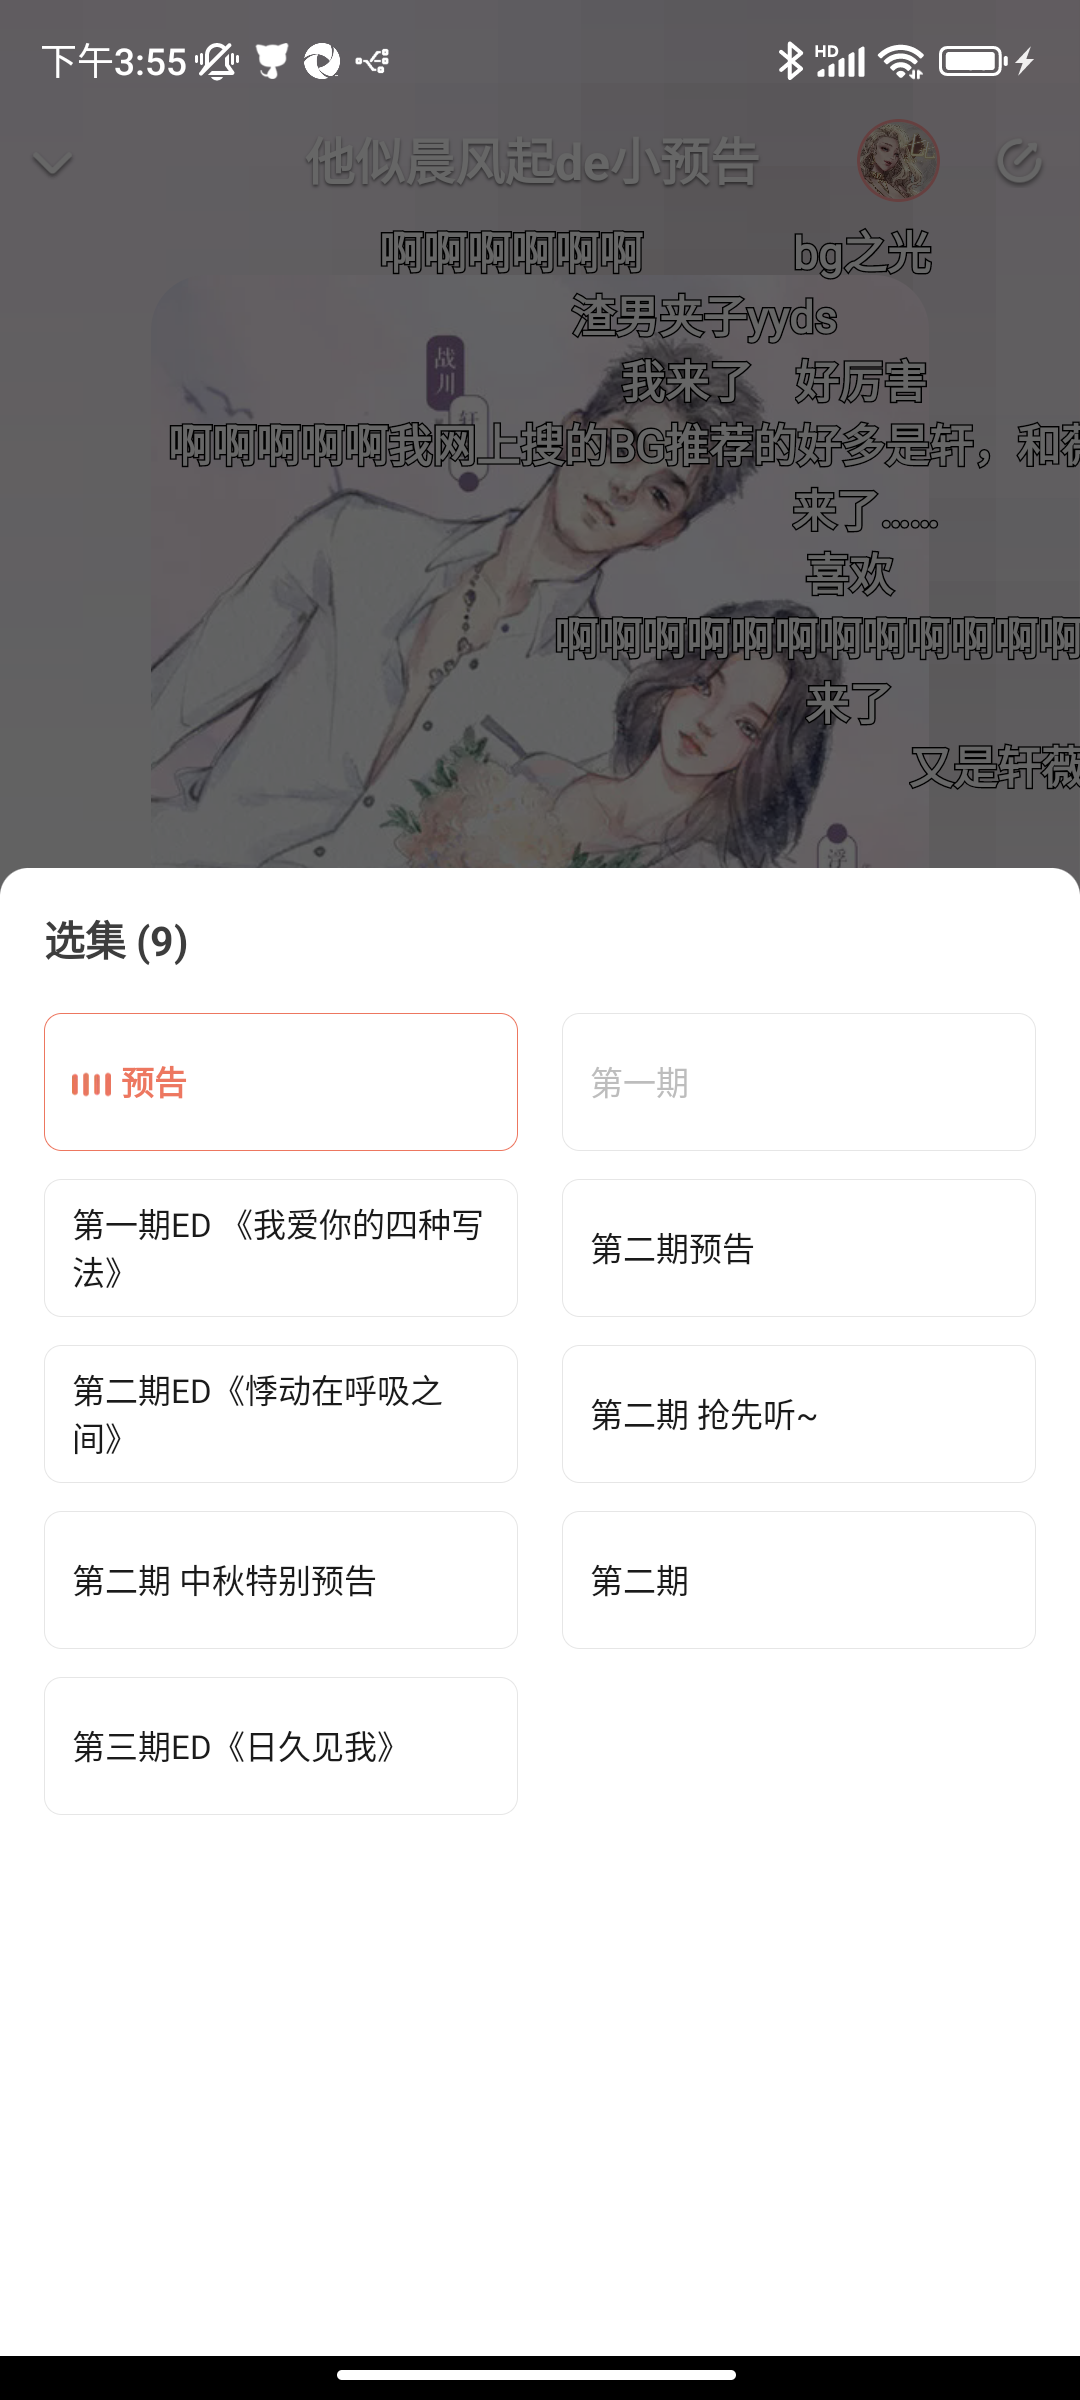 下午3:55
HD
他似晨风起de小预告
啊啊啊啊啊啊 bg之光
渣男夹子yyds
战川
轩
我来了 好厉害
啊啊啊啊啊我网上搜的BG推荐的好多是轩，和薇
来了……
喜欢
啊啊啊啊啊啊啊啊啊啊啊啊
来了
又是轩薇
浮
选集 (9)
预告
第一期
第一期ED 《我爱你的四种写
法》
第二期预告
第二期ED《悸动在呼吸之
间》
第二期 抢先听~
第二期 中秋特别预告
第二期
第三期ED《日久见我》